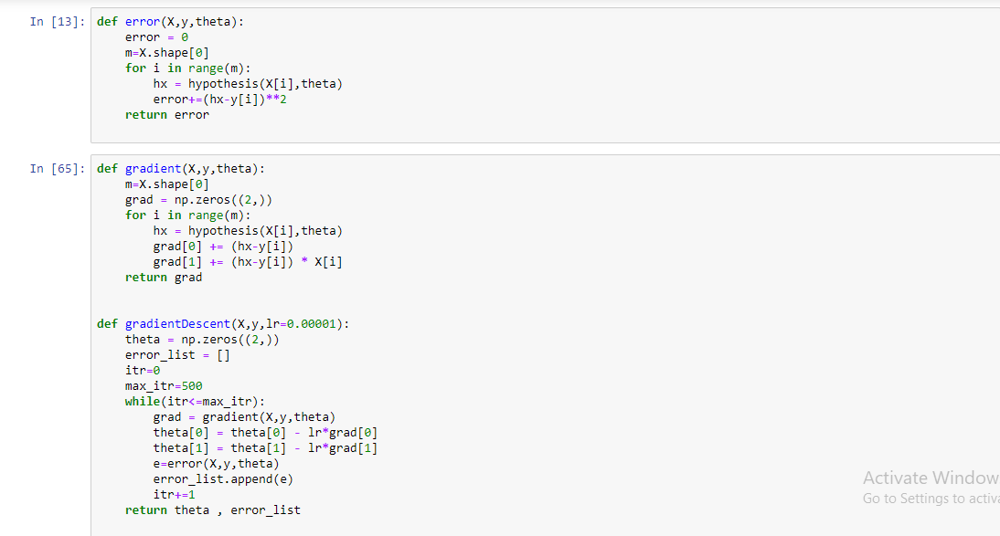 In [13]: def error(X,y,theta):
    error = 0
    m=X.shape[0]
    for i in range(m):
        hx = hypothesis(X[i],theta)
        error+=(hx-y[i])**2
    return error
In [65]: def gradient(X,y,theta):
    m=X.shape[0]
    grad = np.zeros((2,))
    for i in range(m):
        hx = hypothesis(X[i],theta)
        grad[0] += (hx-y[i])
        grad[1] += (hx-y[i]) * X[i]
    return grad
def gradientDescent(X,y,lr=0.00001):
    theta = np.zeros((2,))
    error_list = []
    itr=0
    max_itr=500
    while(itr<=max_itr):
        grad = gradient(X,y,theta)
        theta[0] = theta[0] - lr*grad[0]
        theta[1] = theta[1] - lr*grad[1]
        e=error(X,y,theta)
        error_list.append(e)
        itr+=1
    return theta , error_list
Activate Window
Go to Settings to activa